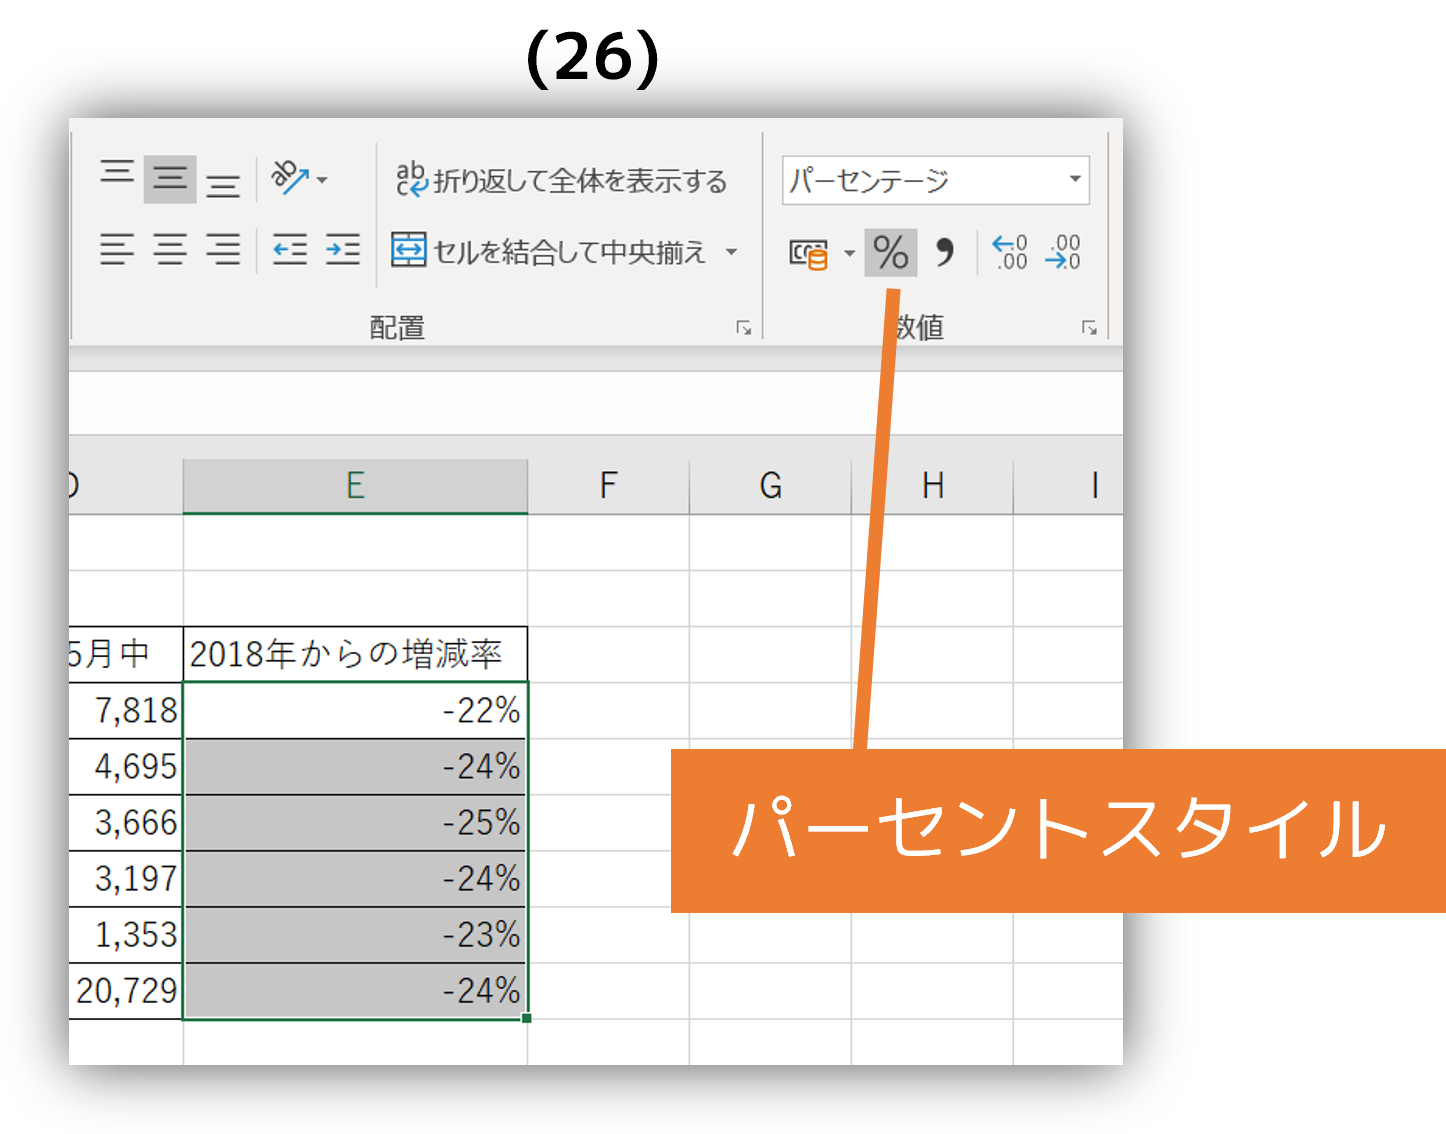 (26)
ab 折り返して全体を表示する
パーセンテージ
セルを結合して中央揃え
% , .0 .00 .00 .0
配置
数値
E F G H I
5月中 2018年からの増減率
7,818 -22%
4,695 -24%
3,666 -25%
3,197 -24%
1,353 -23%
20,729 -24%
パーセントスタイル